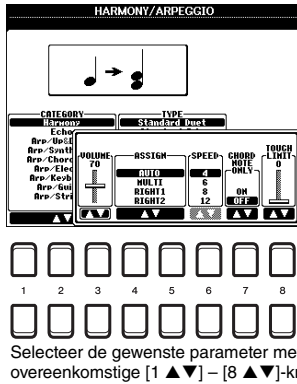 HARMONY/ARPEGGIO
CATEGORY
TYPE
Harmony
Standard Duet
Echo
Arp/Up&D
Arp/Synth
Arp/Chord
Arp/Elec
Arp/Keyb
Arp/Gui
Arp/Stri
VOLUME
70
ASSIGN
AUTO
MULTI
RIGHT1
RIGHT2
SPEED
4
6
8
12
CHORD NOTE ONLY
ON
OFF
TOUCH LIMIT
0
1 2 3 4 5 6 7 8
Selecteer de gewenste parameter me
overeenkomstige [1 ▲▼] – [8 ▲▼]-kn